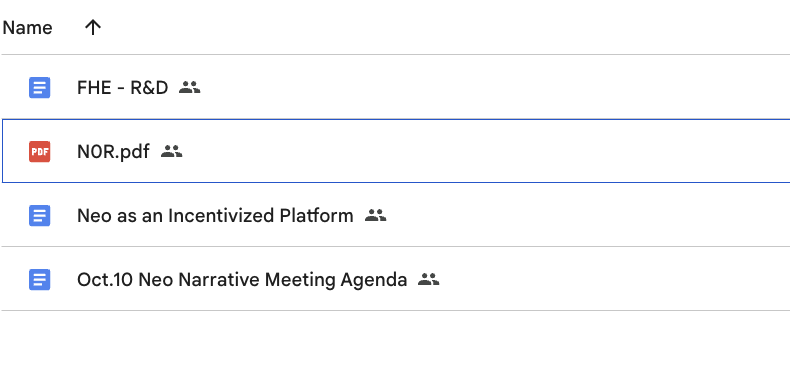 Name
FHE - R&D
PDF
N0R.pdf
Neo as an Incentivized Platform
Oct.10 Neo Narrative Meeting Agenda